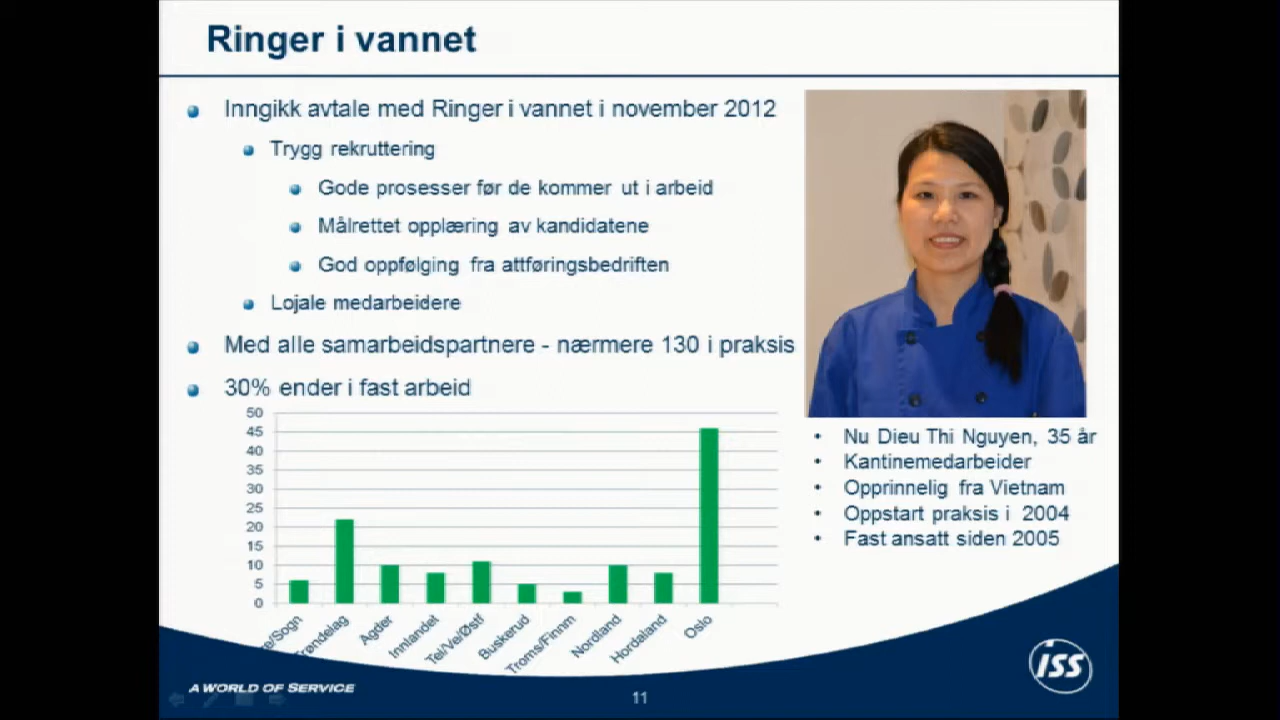 Ringer i vannet
Inngikk avtale med Ringer i vannet i november 2012
Trygg rekruttering
Gode prosesser før de kommer ut i arbeid
Målrettet opplæring av kandidatene
God oppfølging fra attføringsbedriften
Lojale medarbeidere
Med alle samarbeidspartnere - nærmere 130 i praksis
30% ender i fast arbeid
50
45
40
35
30
25
20
15
10
5
0
re/Sogn
Trøndelag
Agder
Innlandet
Tel/Ve/Østf
Buskerud
Troms/Finnm
Nordland
Hordaland
Oslo
Nu Dieu Thi Nguyen, 35 år
Kantinemedarbeider
Opprinnelig fra Vietnam
Oppstart praksis i 2004
Fast ansatt siden 2005
A WORLD OF SERVICE
11
ISS